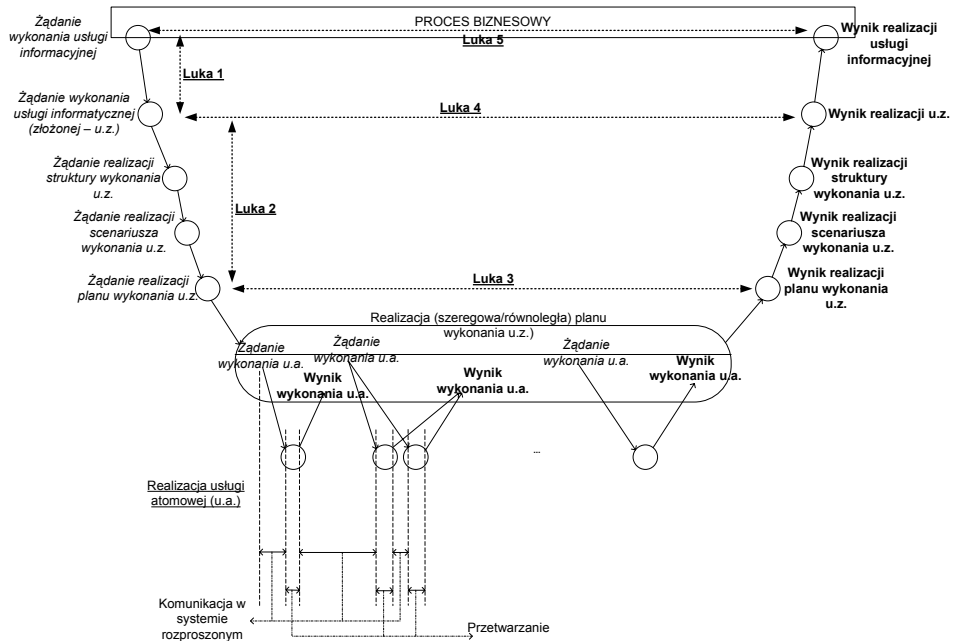 PROCES BIZNESOWY
Luka 5
Żądanie
wykonania usługi
informacyjnej
Wynik realizacji
usługi
informacyjnej
Luka 1
Żądanie wykonania
usługi informatycznej
(złożonej – u.z.)
Luka 4
Wynik realizacji u.z.
Żądanie realizacji
struktury wykonania
u.z.
Wynik realizacji
struktury
wykonania u.z.
Luka 2
Żądanie realizacji
scenariusza
wykonania u.z.
Wynik realizacji
scenariusza
wykonania u.z.
Żądanie realizacji
planu wykonania u.z.
Luka 3
Wynik realizacji
planu wykonania
u.z.
Realizacja (szeregowa/równoległa) planu
wykonania u.z.)
Żądanie
wykonania u.a.
Wynik
wykonania u.a.
Żądanie
wykonania u.a.
Wynik
wykonania u.a.
Żądanie
wykonania u.a.
Wynik
wykonania u.a.
...
Realizacja usługi
atomowej (u.a.)
Komunikacja w
systemie
rozproszonym
Przetwarzanie